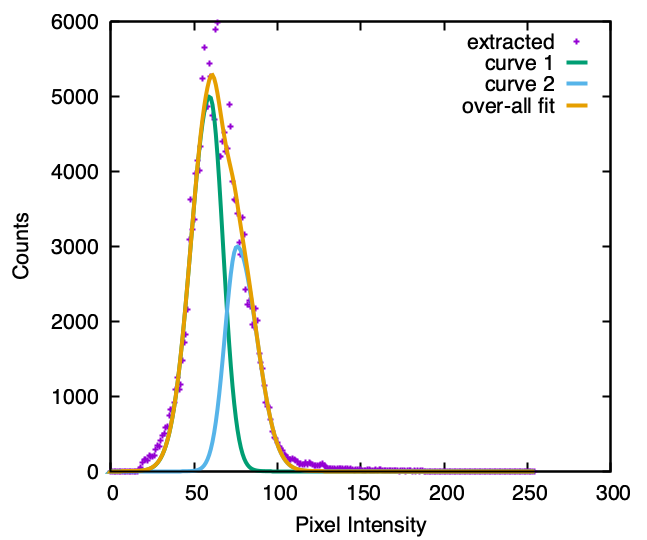 6000
5000
4000
3000
2000
1000
0
Counts
extracted
curve 1
curve 2
over-all fit
0 50 100 150 200 250 300
Pixel Intensity